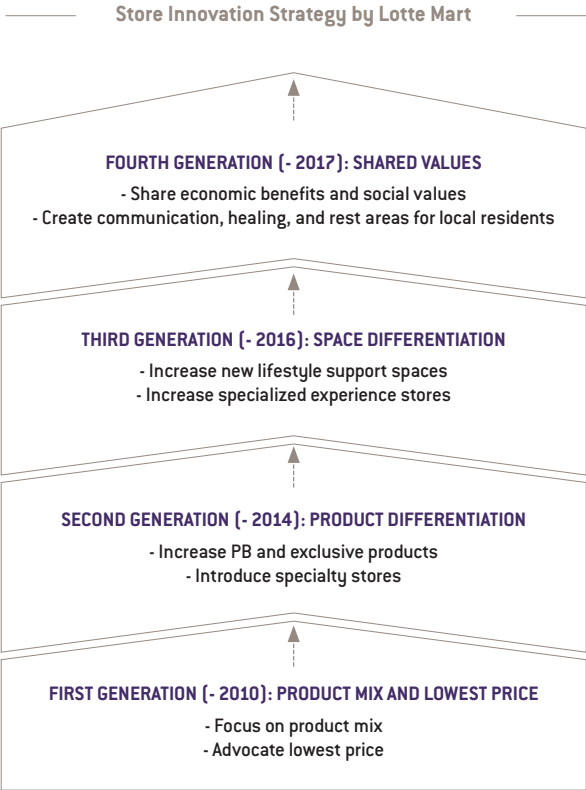 Store Innovation Strategy by Lotte Mart
FOURTH GENERATION (- 2017): SHARED VALUES
- Share economic benefits and social values
- Create communication, healing, and rest areas for local residents
THIRD GENERATION (- 2016): SPACE DIFFERENTIATION
- Increase new lifestyle support spaces
- Increase specialized experience stores
SECOND GENERATION (- 2014): PRODUCT DIFFERENTIATION
- Increase PB and exclusive products
- Introduce specialty stores
FIRST GENERATION (- 2010): PRODUCT MIX AND LOWEST PRICE
- Focus on product mix
- Advocate lowest price